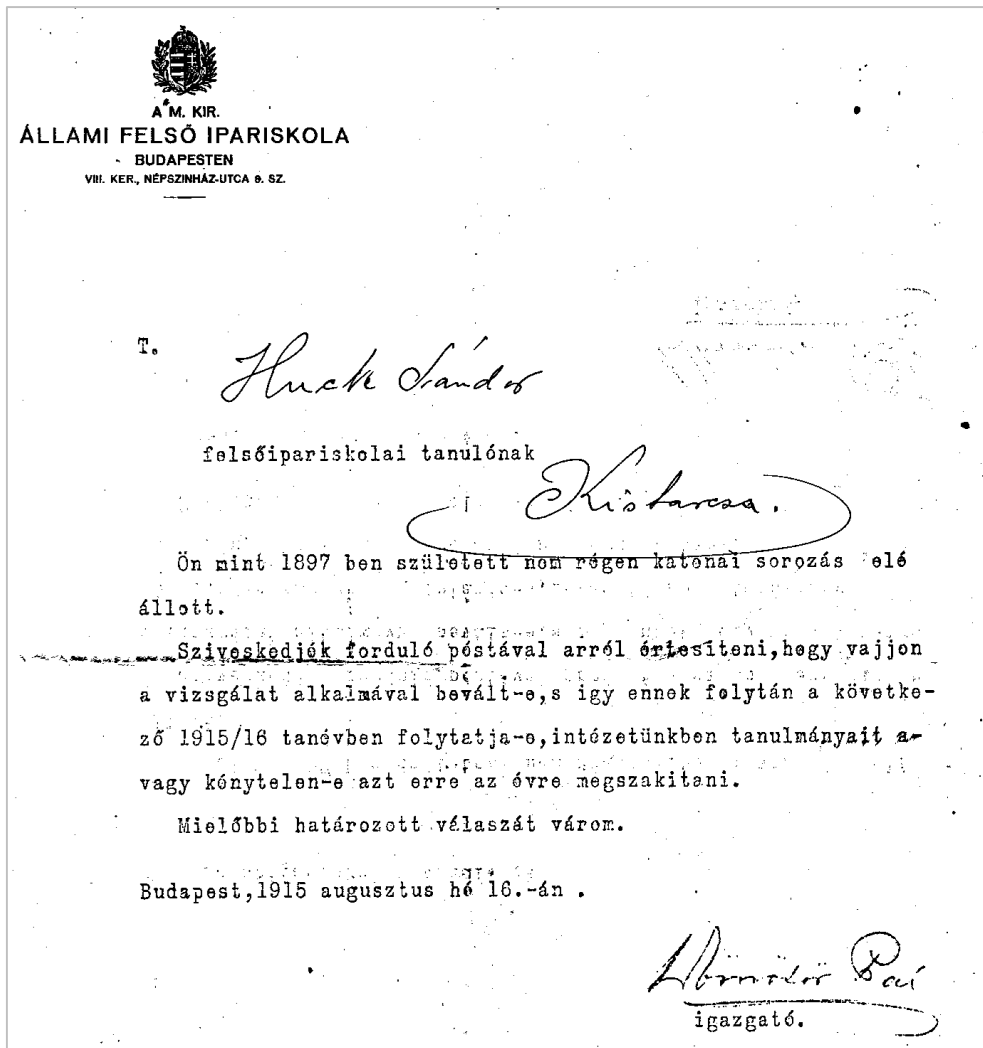 A M. KIR.
ÁLLAMI FELSŐ IPARISKOLA
BUDAPESTEN
VIII. KER., NÉPSZINHÁZ-UTCA 8. SZ.
T.
Huck Sándor
felsőipariskolai tanulónak
Kistarcsa.
Ön mint 1897 ben született nem régen katonai sorozás elé
állott.
Sziveskedjék forduló póstával arról értesíteni,hogy vajjon
a vizsgálat alkalmával bevált-e,s igy ennek folytán a követke-
ző 1915/16 tanévben folytatja-e,intézetünkben tanulmányait a-
vagy kénytelen-e azt erre az évre megszakitani.
Mielőbbi határozott válaszát várom.
Budapest,1915 augusztus hé 16.-án .
igazgató.